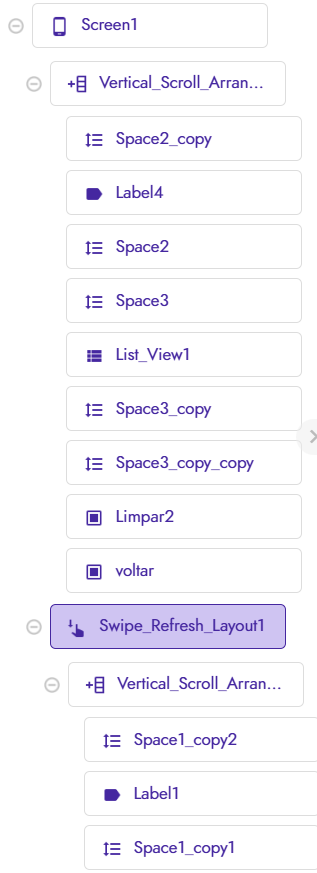 Screen1
Vertical_Scroll_Arran...
Space2_copy
Label4
Space2
Space3
List_View1
Space3_copy
Space3_copy_copy
Limpar2
voltar
Swipe_Refresh_Layout1
Vertical_Scroll_Arran...
Space1_copy2
Label1
Space1_copy1